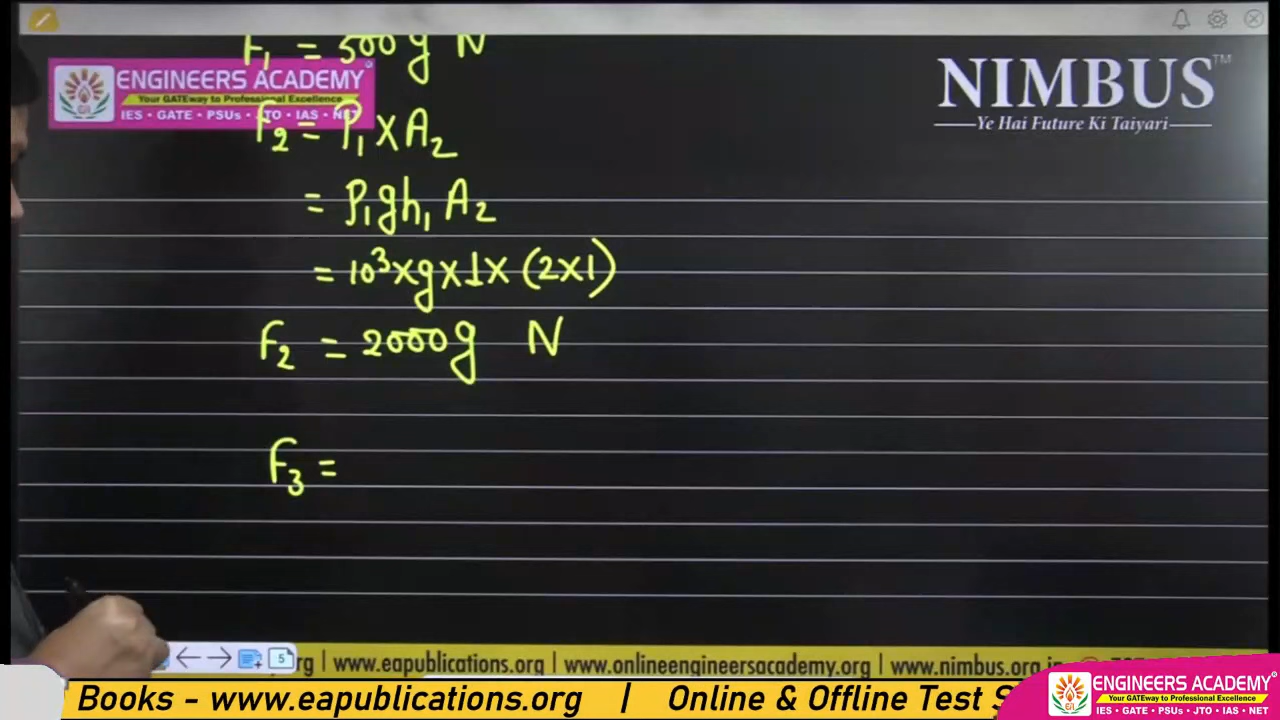 F₁ = 500g N
ENGINEERS ACADEMY
Your GATEway to Professional Excellence
IES • GATE • PSUs • JTO • IAS • NET
NIMBUS™
Ye Hai Future Ki Taiyari
F₂ = P₁ × A₂
= ρ₁gh₁ A₂
= 10³×g×1× (2×1)
F₂ = 2000g N
F₃ =
5
rg | www.eapublications.org | www.onlineengineersacademy.org | www.nimbus.org.in
Books - www.eapublications.org | Online & Offline Test S
ENGINEERS ACADEMY
Your GATEway to Professional Excellence
IES • GATE • PSUs • JTO • IAS • NET